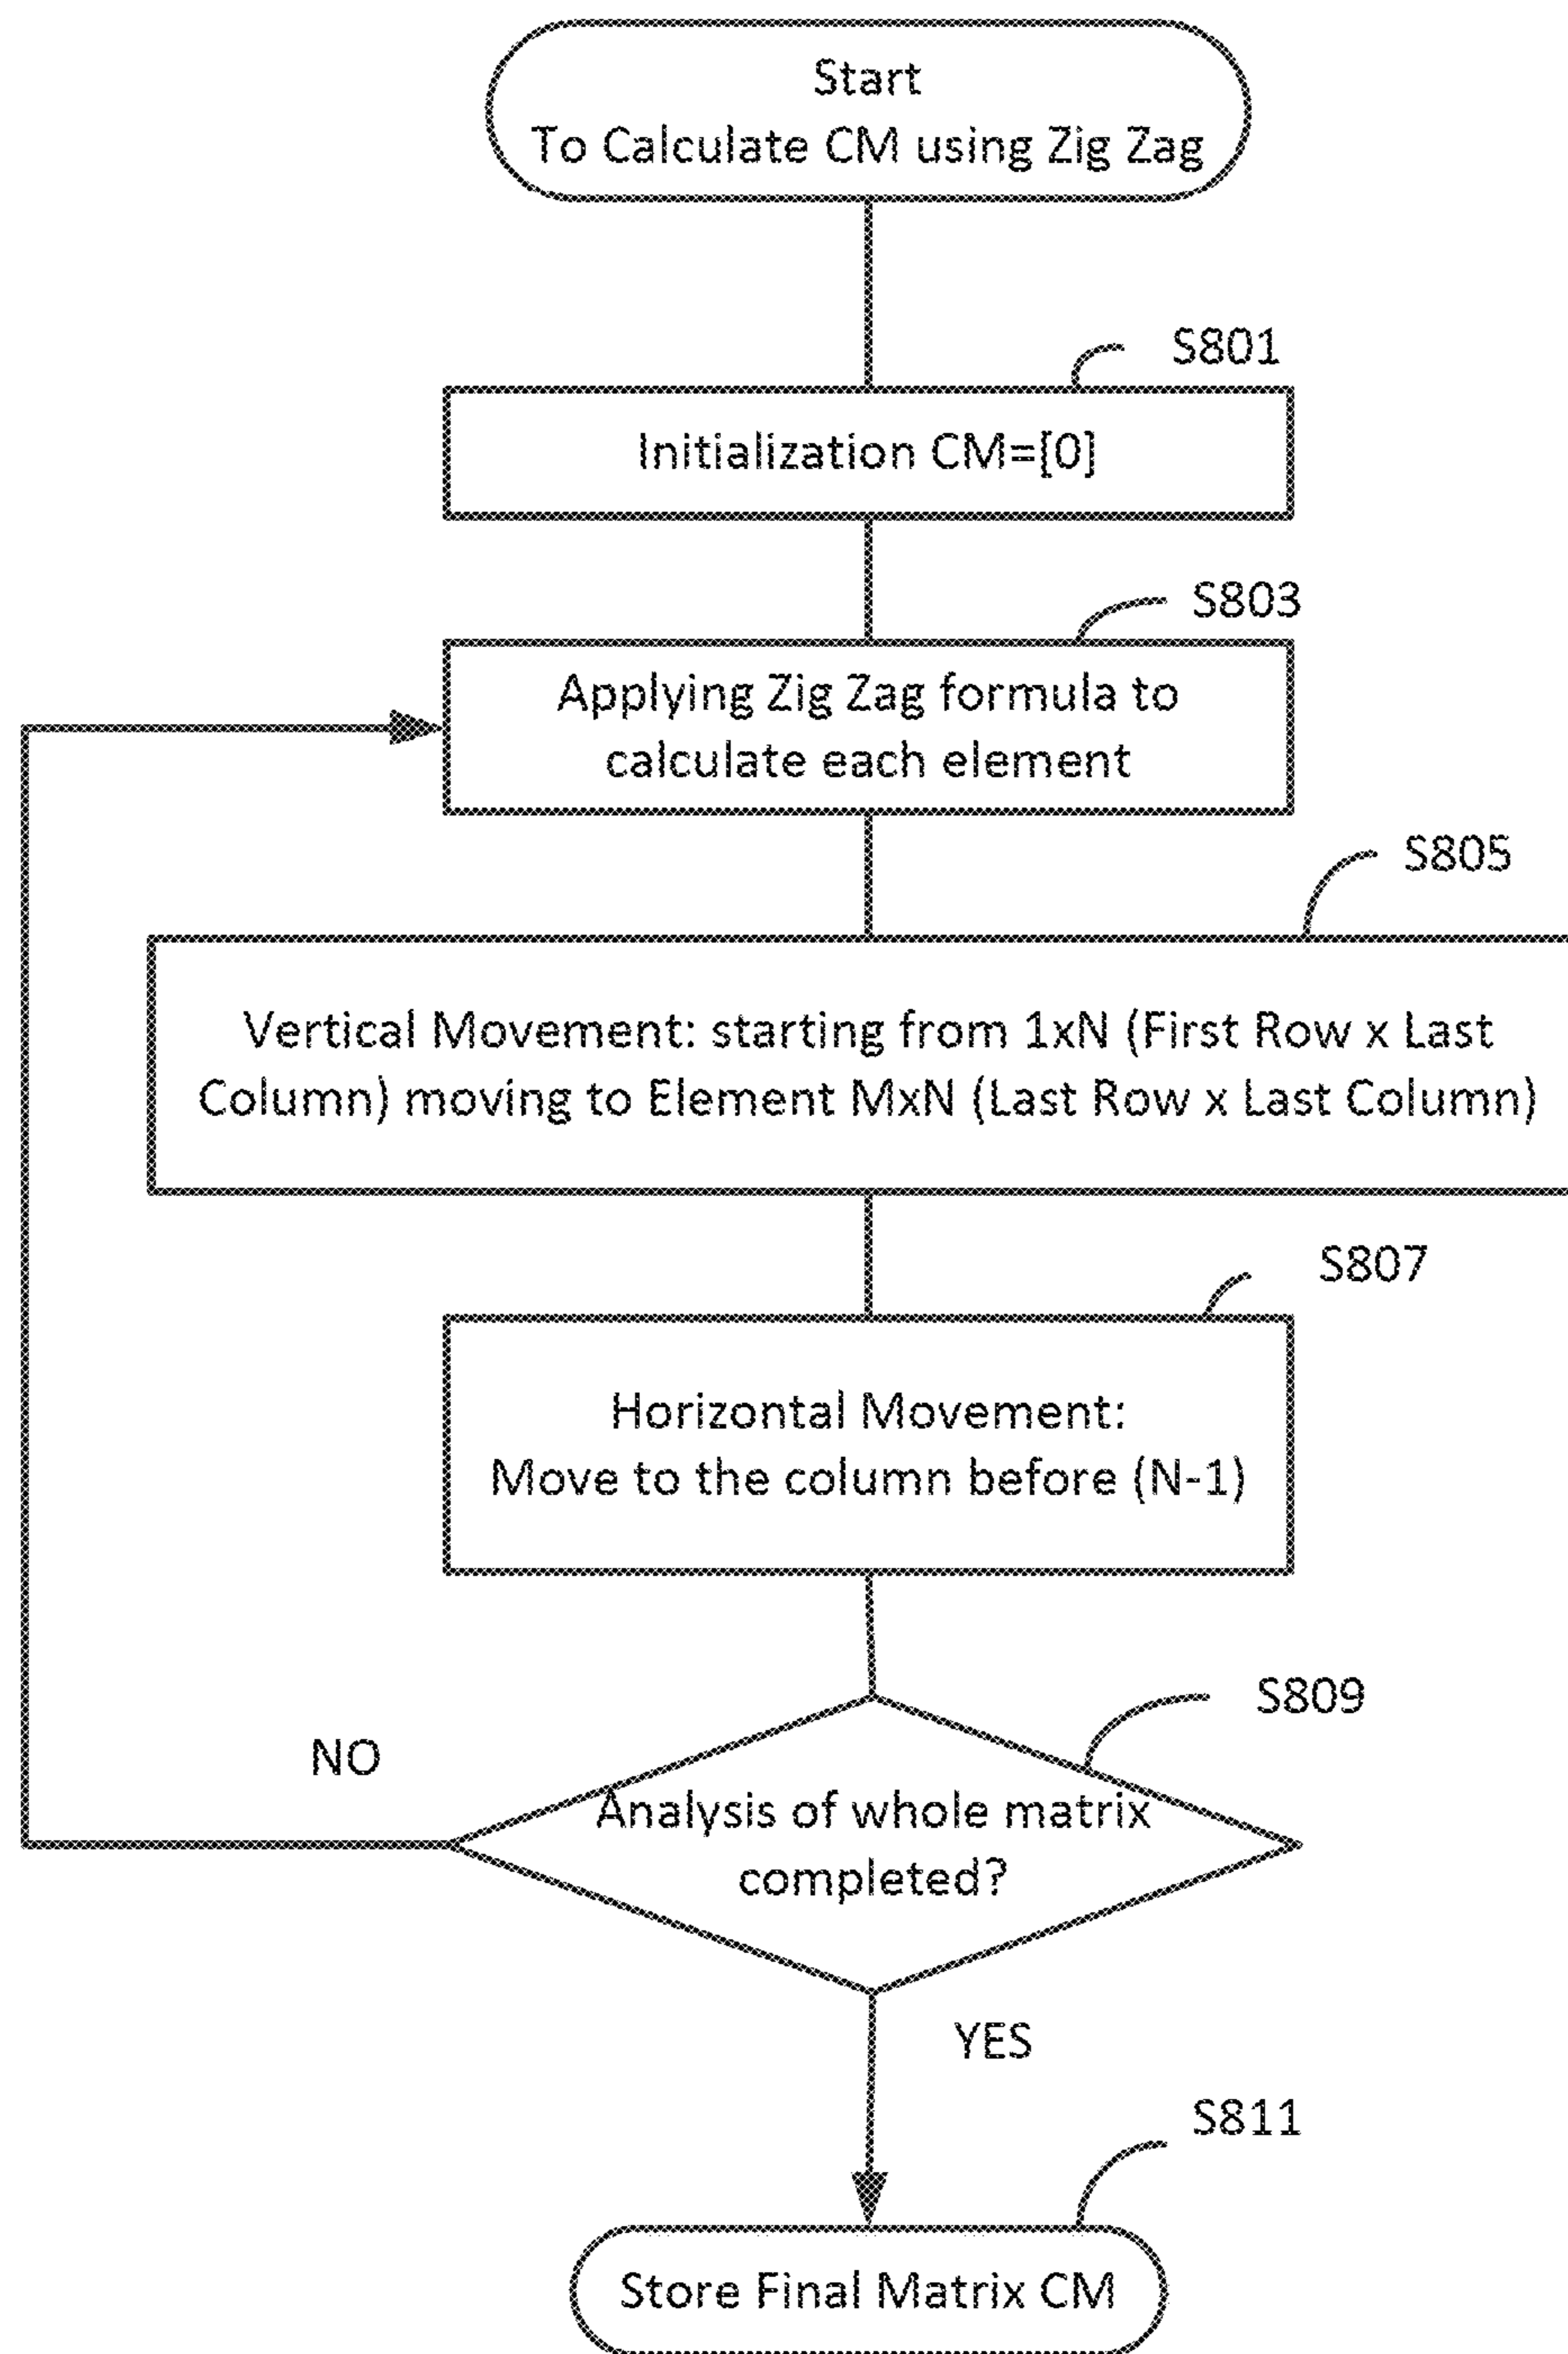 Start
To Calculate CM using Zig Zag
S801
Initialization CM=[0]
S803
Applying Zig Zag formula to
calculate each element
S805
Vertical Movement: starting from 1xN (First Row x Last
Column) moving to Element MxN (Last Row x Last Column)
S807
Horizontal Movement:
Move to the column before (N-1)
S809
NO
Analysis of whole matrix
completed?
YES
S811
Store Final Matrix CM